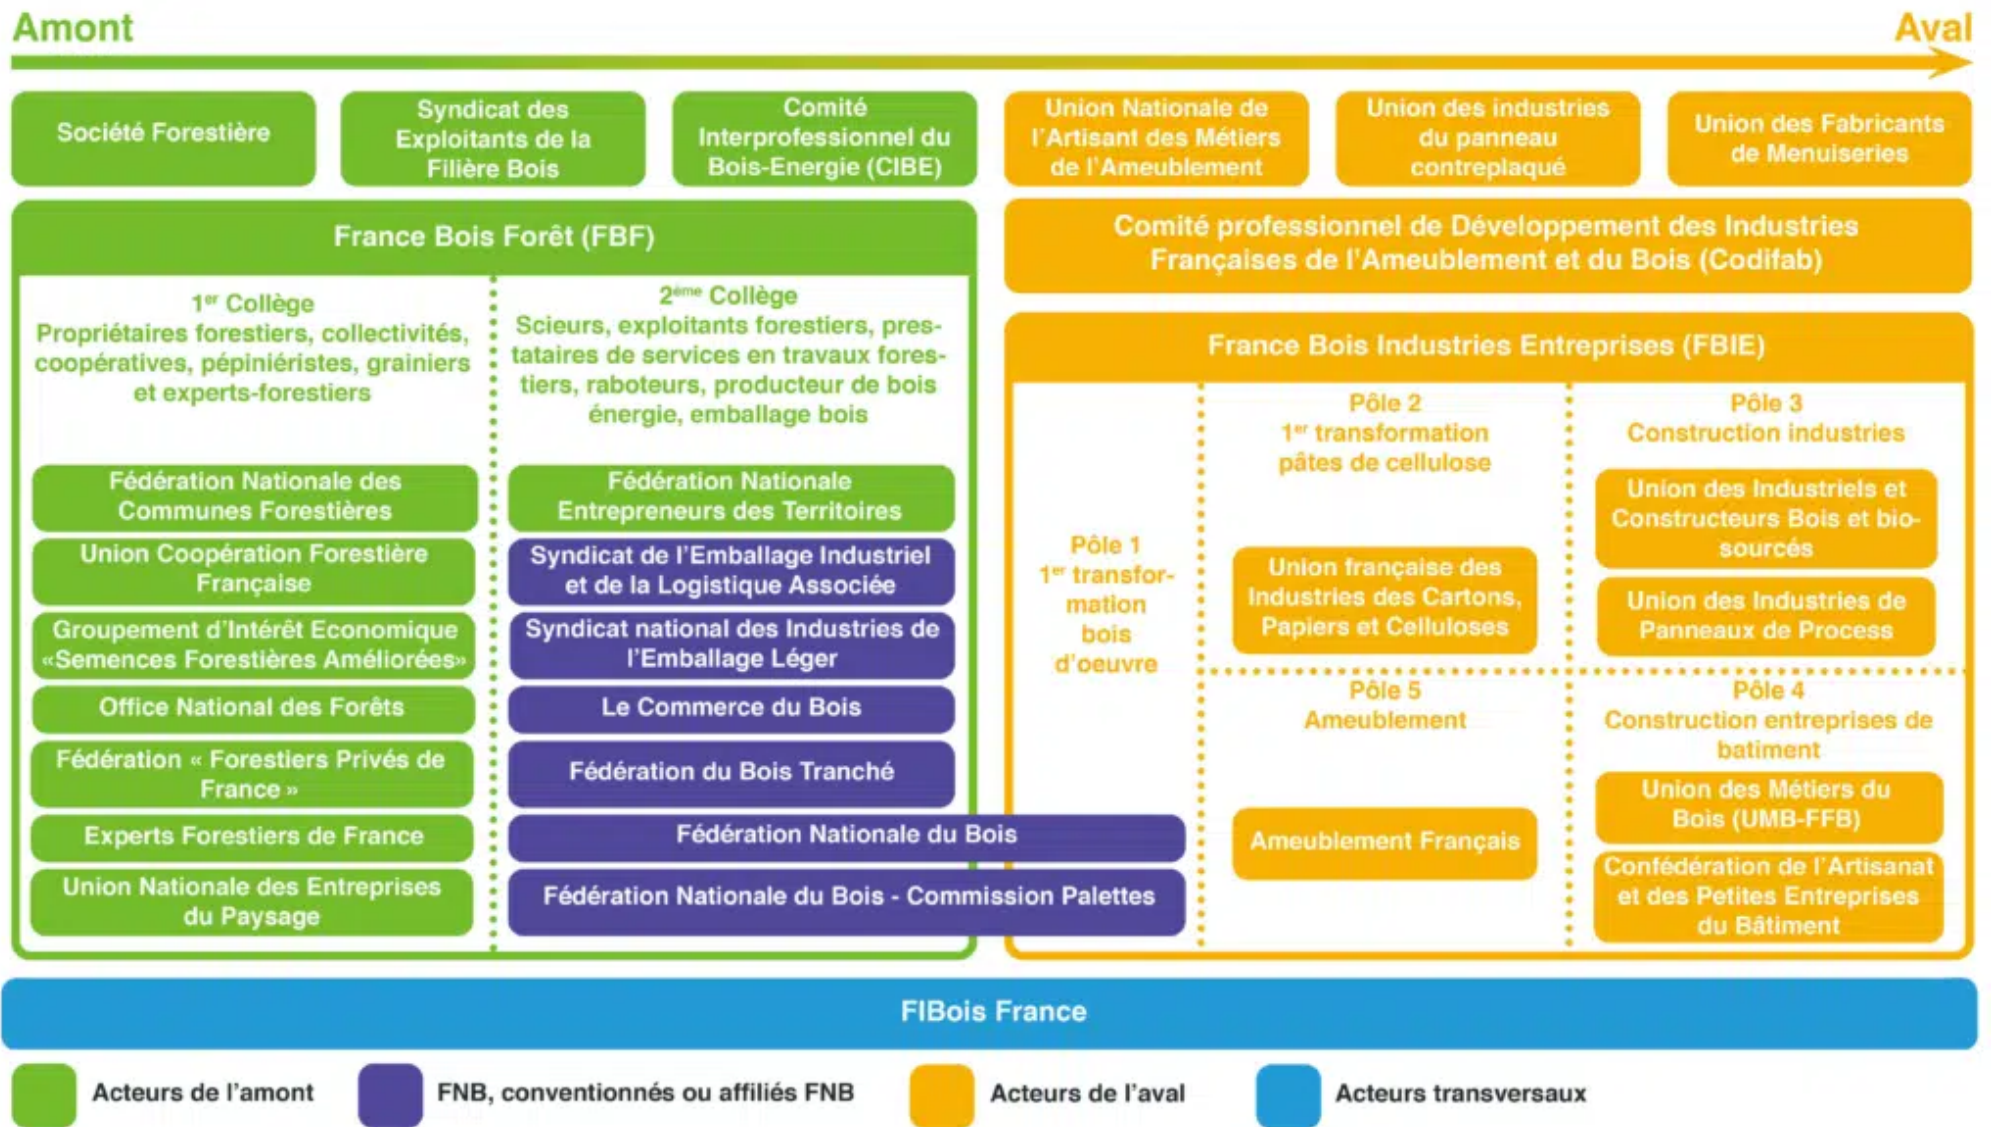 Amont
Aval
Société Forestière
Syndicat des
Exploitants de la
Filière Bois
Comité
Interprofessionnel du
Bois-Energie (CIBE)
Union Nationale de
l'Artisant des Métiers
de l'Ameublement
Union des industries
du panneau
contreplaqué
Union des Fabricants
de Menuiseries
France Bois Forêt (FBF)
1er Collège
Propriétaires forestiers, collectivités,
coopératives, pépiniéristes, grainiers
et experts-forestiers
Fédération Nationale des
Communes Forestières
Union Coopération Forestière
Française
Groupement d'Intérêt Economique
«Semences Forestières Améliorées»
Office National des Forêts
Fédération « Forestiers Privés de
France »
Experts Forestiers de France
Union Nationale des Entreprises
du Paysage
2ème Collège
Scieurs, exploitants forestiers, pres-
tataires de services en travaux fores-
tiers, raboteurs, producteur de bois
énergie, emballage bois
Fédération Nationale
Entrepreneurs des Territoires
Syndicat de l'Emballage Industriel
et de la Logistique Associée
Syndicat national des Industries de
l'Emballage Léger
Le Commerce du Bois
Fédération du Bois Tranché
Fédération Nationale du Bois
Fédération Nationale du Bois - Commission Palettes
Comité professionnel de Développement des Industries
Françaises de l'Ameublement et du Bois (Codifab)
France Bois Industries Entreprises (FBIE)
Pôle 1
1er transfor-
mation
bois
d'oeuvre
Pôle 2
1er transformation
pâtes de cellulose
Union française des
Industries des Cartons,
Papiers et Celluloses
Pôle 3
Construction industries
Union des Industriels et
Constructeurs Bois et bio-
sourcés
Union des Industries de
Panneaux de Process
Pôle 5
Ameublement
Ameublement Français
Pôle 4
Construction entreprises de
batiment
Union des Métiers du
Bois (UMB-FFB)
Confédération de l'Artisanat
et des Petites Entreprises
du Bâtiment
FIBois France
Acteurs de l'amont
FNB, conventionnés ou affiliés FNB
Acteurs de l'aval
Acteurs transversaux